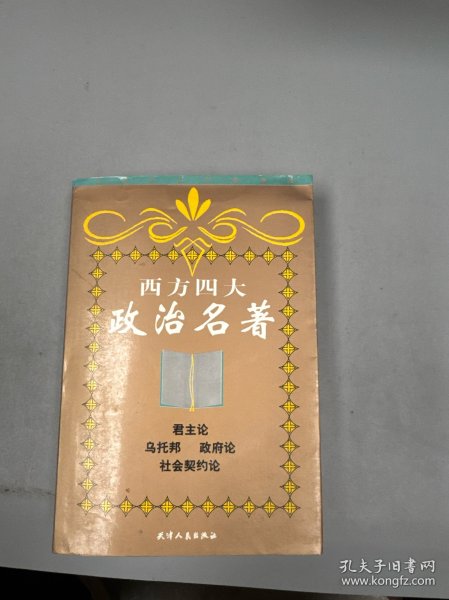 西方四大
政治名著
君主论
乌托邦 政府论
社会契约论
天津人民出版社
孔夫子旧书网
www.kongfz.com